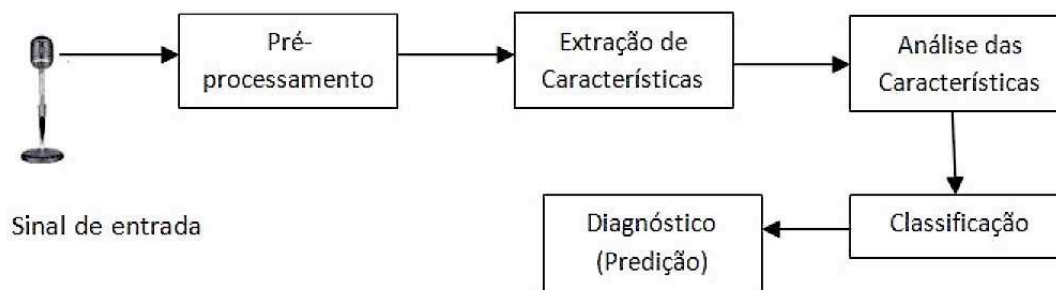 Pré-
processamento
Extração de
Características
Análise das
Características
Sinal de entrada
Diagnóstico
(Predição)
Classificação